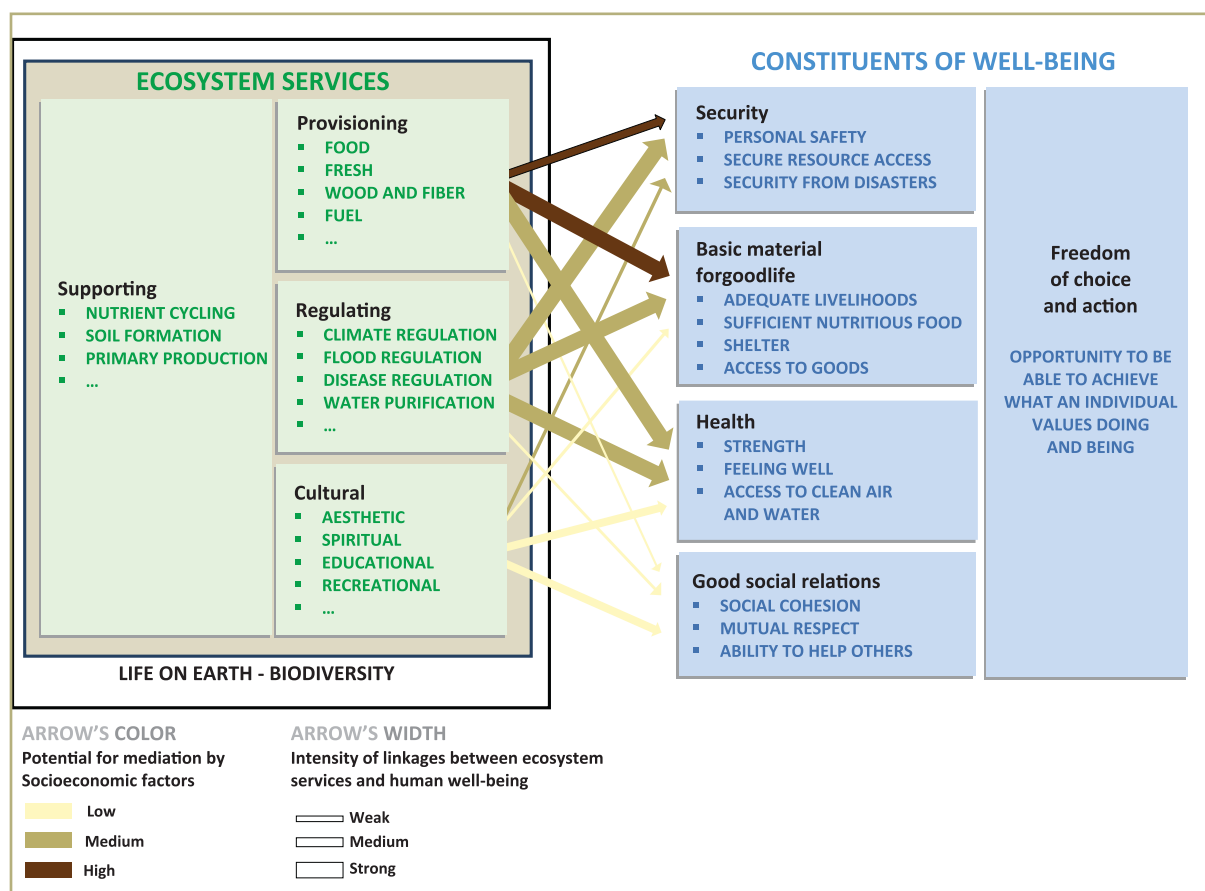 ECOSYSTEM SERVICES
Supporting
▪ NUTRIENT CYCLING
▪ SOIL FORMATION
▪ PRIMARY PRODUCTION
▪ ...
Provisioning
▪ FOOD
▪ FRESH
▪ WOOD AND FIBER
▪ FUEL
▪ ...
Regulating
▪ CLIMATE REGULATION
▪ FLOOD REGULATION
▪ DISEASE REGULATION
▪ WATER PURIFICATION
▪ ...
Cultural
▪ AESTHETIC
▪ SPIRITUAL
▪ EDUCATIONAL
▪ RECREATIONAL
▪ ...
LIFE ON EARTH - BIODIVERSITY
CONSTITUENTS OF WELL-BEING
Security
▪ PERSONAL SAFETY
▪ SECURE RESOURCE ACCESS
▪ SECURITY FROM DISASTERS
Basic material
forgoodlife
▪ ADEQUATE LIVELIHOODS
▪ SUFFICIENT NUTRITIOUS FOOD
▪ SHELTER
▪ ACCESS TO GOODS
Health
▪ STRENGTH
▪ FEELING WELL
▪ ACCESS TO CLEAN AIR
AND WATER
Good social relations
▪ SOCIAL COHESION
▪ MUTUAL RESPECT
▪ ABILITY TO HELP OTHERS
Freedom
of choice
and action
OPPORTUNITY TO BE
ABLE TO ACHIEVE
WHAT AN INDIVIDUAL
VALUES DOING
AND BEING
ARROW'S COLOR
Potential for mediation by
Socioeconomic factors
Low
Medium
High
ARROW'S WIDTH
Intensity of linkages between ecosystem
services and human well-being
Weak
Medium
Strong